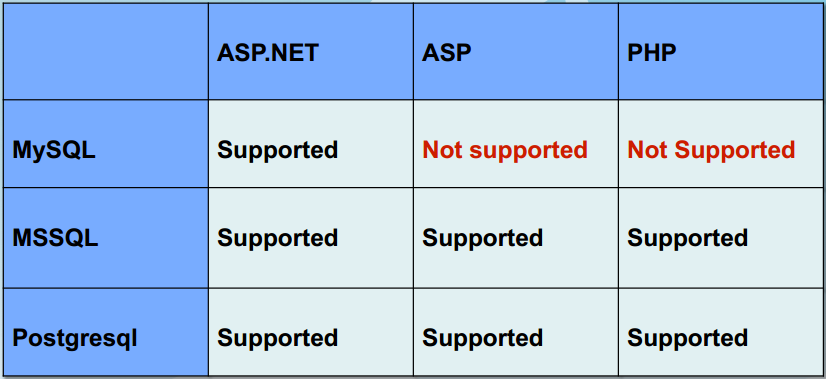 ASP.NET ASP PHP
MySQL Supported Not supported Not Supported
MSSQL Supported Supported Supported
Postgresql Supported Supported Supported